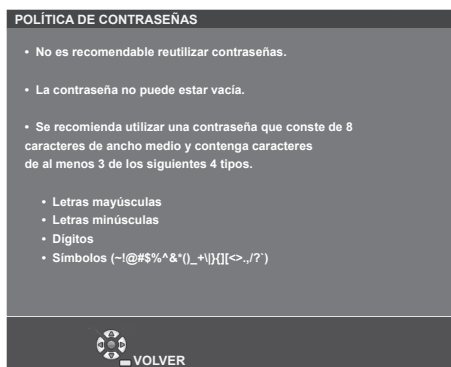 POLÍTICA DE CONTRASEÑAS
• No es recomendable reutilizar contraseñas.
• La contraseña no puede estar vacía.
• Se recomienda utilizar una contraseña que conste de 8
caracteres de ancho medio y contenga caracteres
de al menos 3 de los siguientes 4 tipos.
• Letras mayúsculas
• Letras minúsculas
• Dígitos
• Símbolos (~!@#$%^&*()_+\|}{][<>.,/?`)
VOLVER